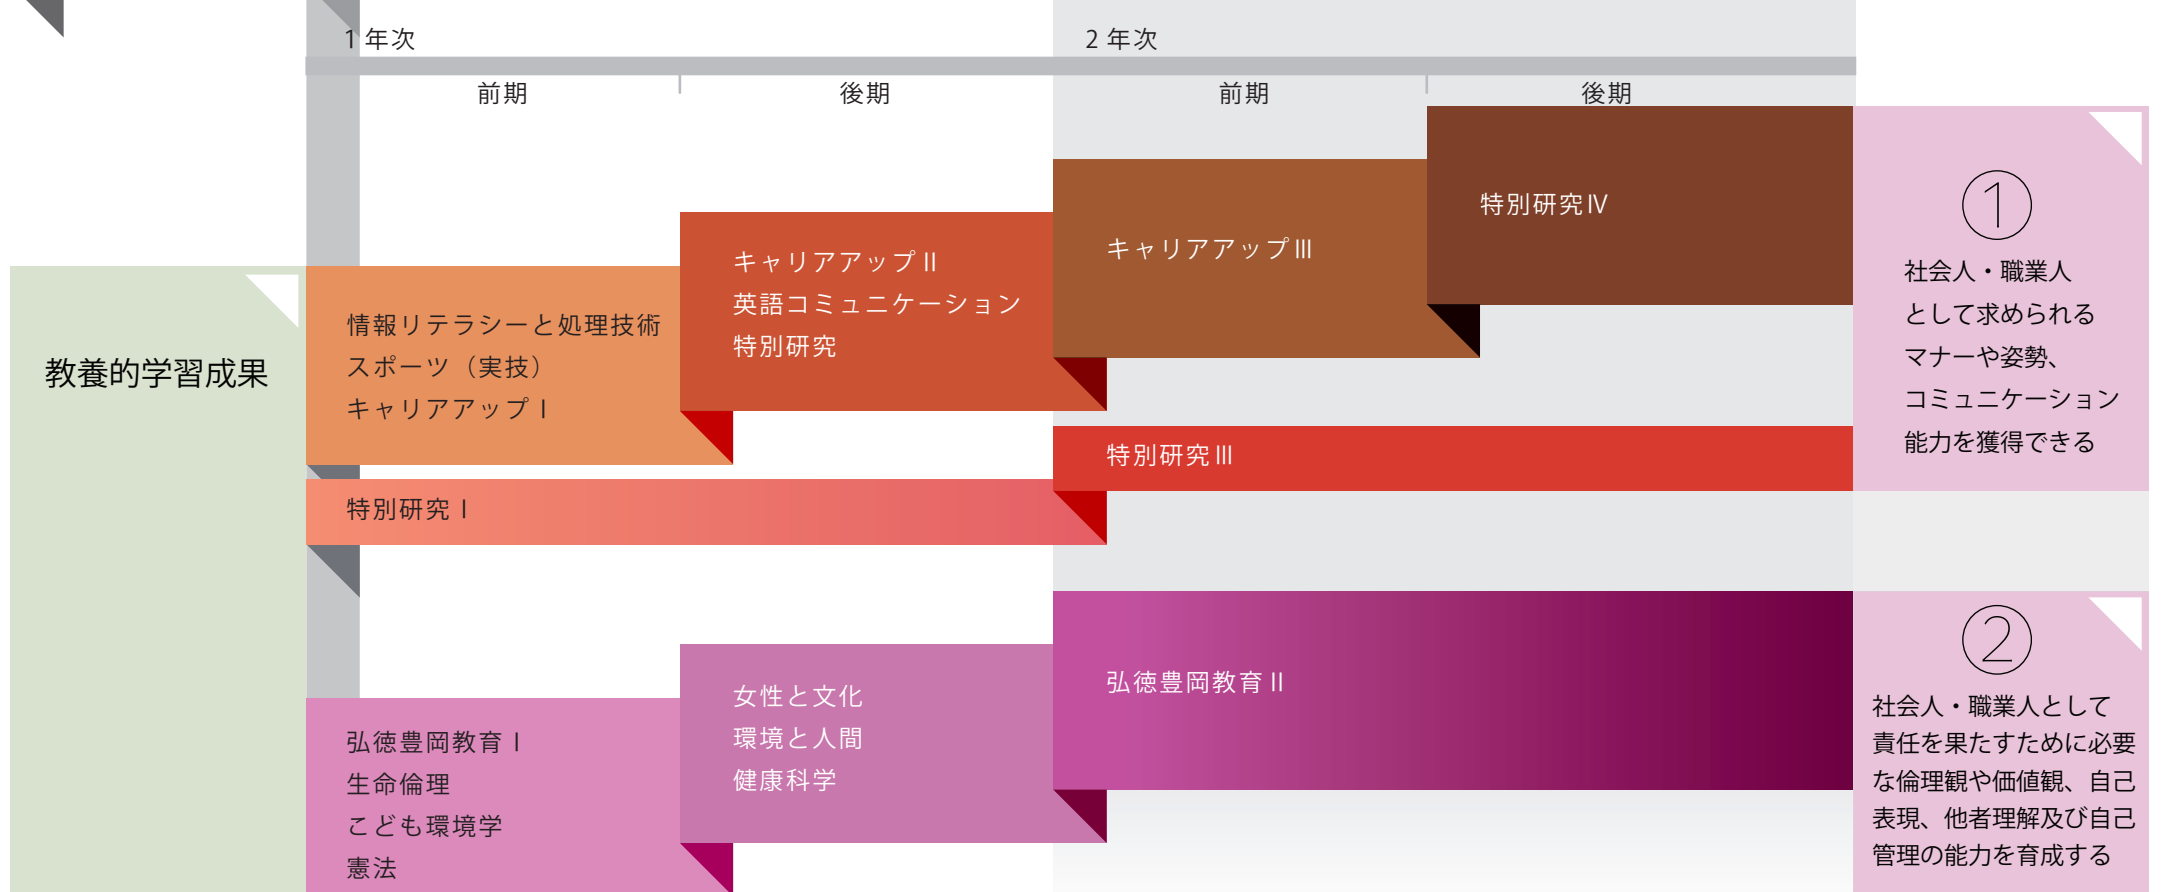 1 年次
2 年次
前期
後期
前期
後期
教養的学習成果
情報リテラシーと処理技術
スポーツ（実技）
キャリアアップⅠ
キャリアアップⅡ
英語コミュニケーション
特別研究
キャリアアップⅢ
特別研究Ⅳ
特別研究Ⅰ
特別研究Ⅲ
①
社会人・職業人
として求められる
マナーや姿勢、
コミュニケーション
能力を獲得できる
弘徳豊岡教育Ⅰ
生命倫理
こども環境学
憲法
女性と文化
環境と人間
健康科学
弘徳豊岡教育Ⅱ
②
社会人・職業人として
責任を果たすために必要
な倫理観や価値観、自己
表現、他者理解及び自己
管理の能力を育成する